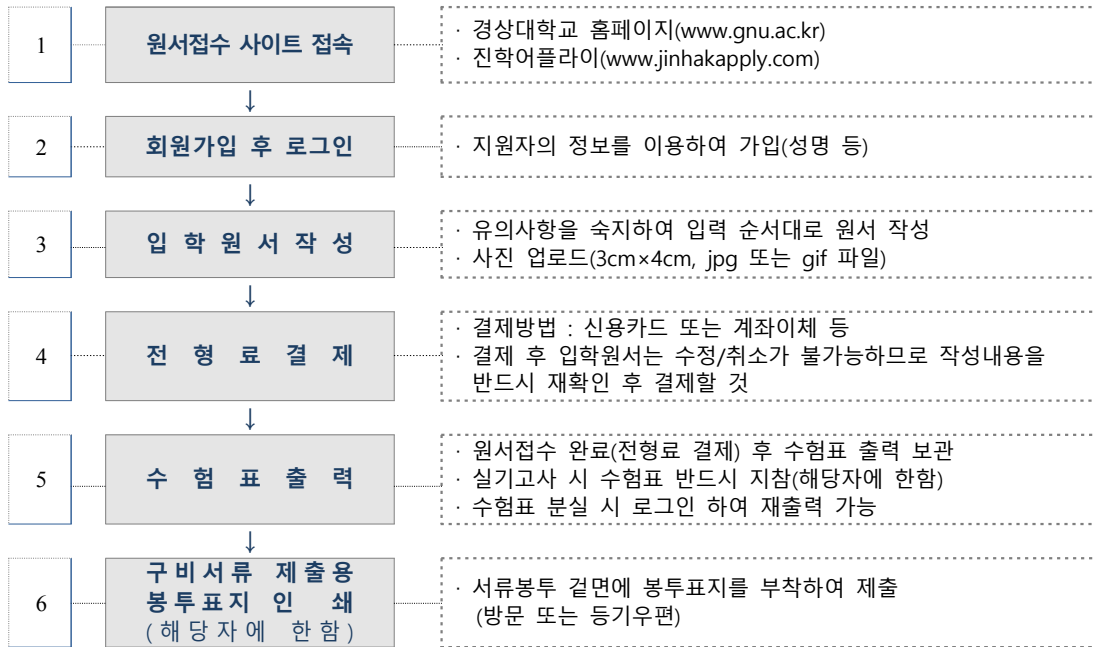 1
원서접수 사이트 접속
· 경상대학교 홈페이지(www.gnu.ac.kr)
· 진학어플라이(www.jinhakapply.com)
↓
2
회원가입 후 로그인
· 지원자의 정보를 이용하여 가입(성명 등)
↓
3
입 학 원 서 작 성
· 유의사항을 숙지하여 입력 순서대로 원서 작성
· 사진 업로드(3cm×4cm, jpg 또는 gif 파일)
↓
4
전 형 료 결 제
· 결제방법 : 신용카드 또는 계좌이체 등
· 결제 후 입학원서는 수정/취소가 불가능하므로 작성내용을
반드시 재확인 후 결제할 것
↓
5
수 험 표 출 력
· 원서접수 완료(전형료 결제) 후 수험표 출력 보관
· 실기고사 시 수험표 반드시 지참(해당자에 한함)
· 수험표 분실 시 로그인 하여 재출력 가능
↓
6
구비서류 제출용
봉투표지 인 쇄
(해당자에 한함)
· 서류봉투 겉면에 봉투표지를 부착하여 제출
(방문 또는 등기우편)